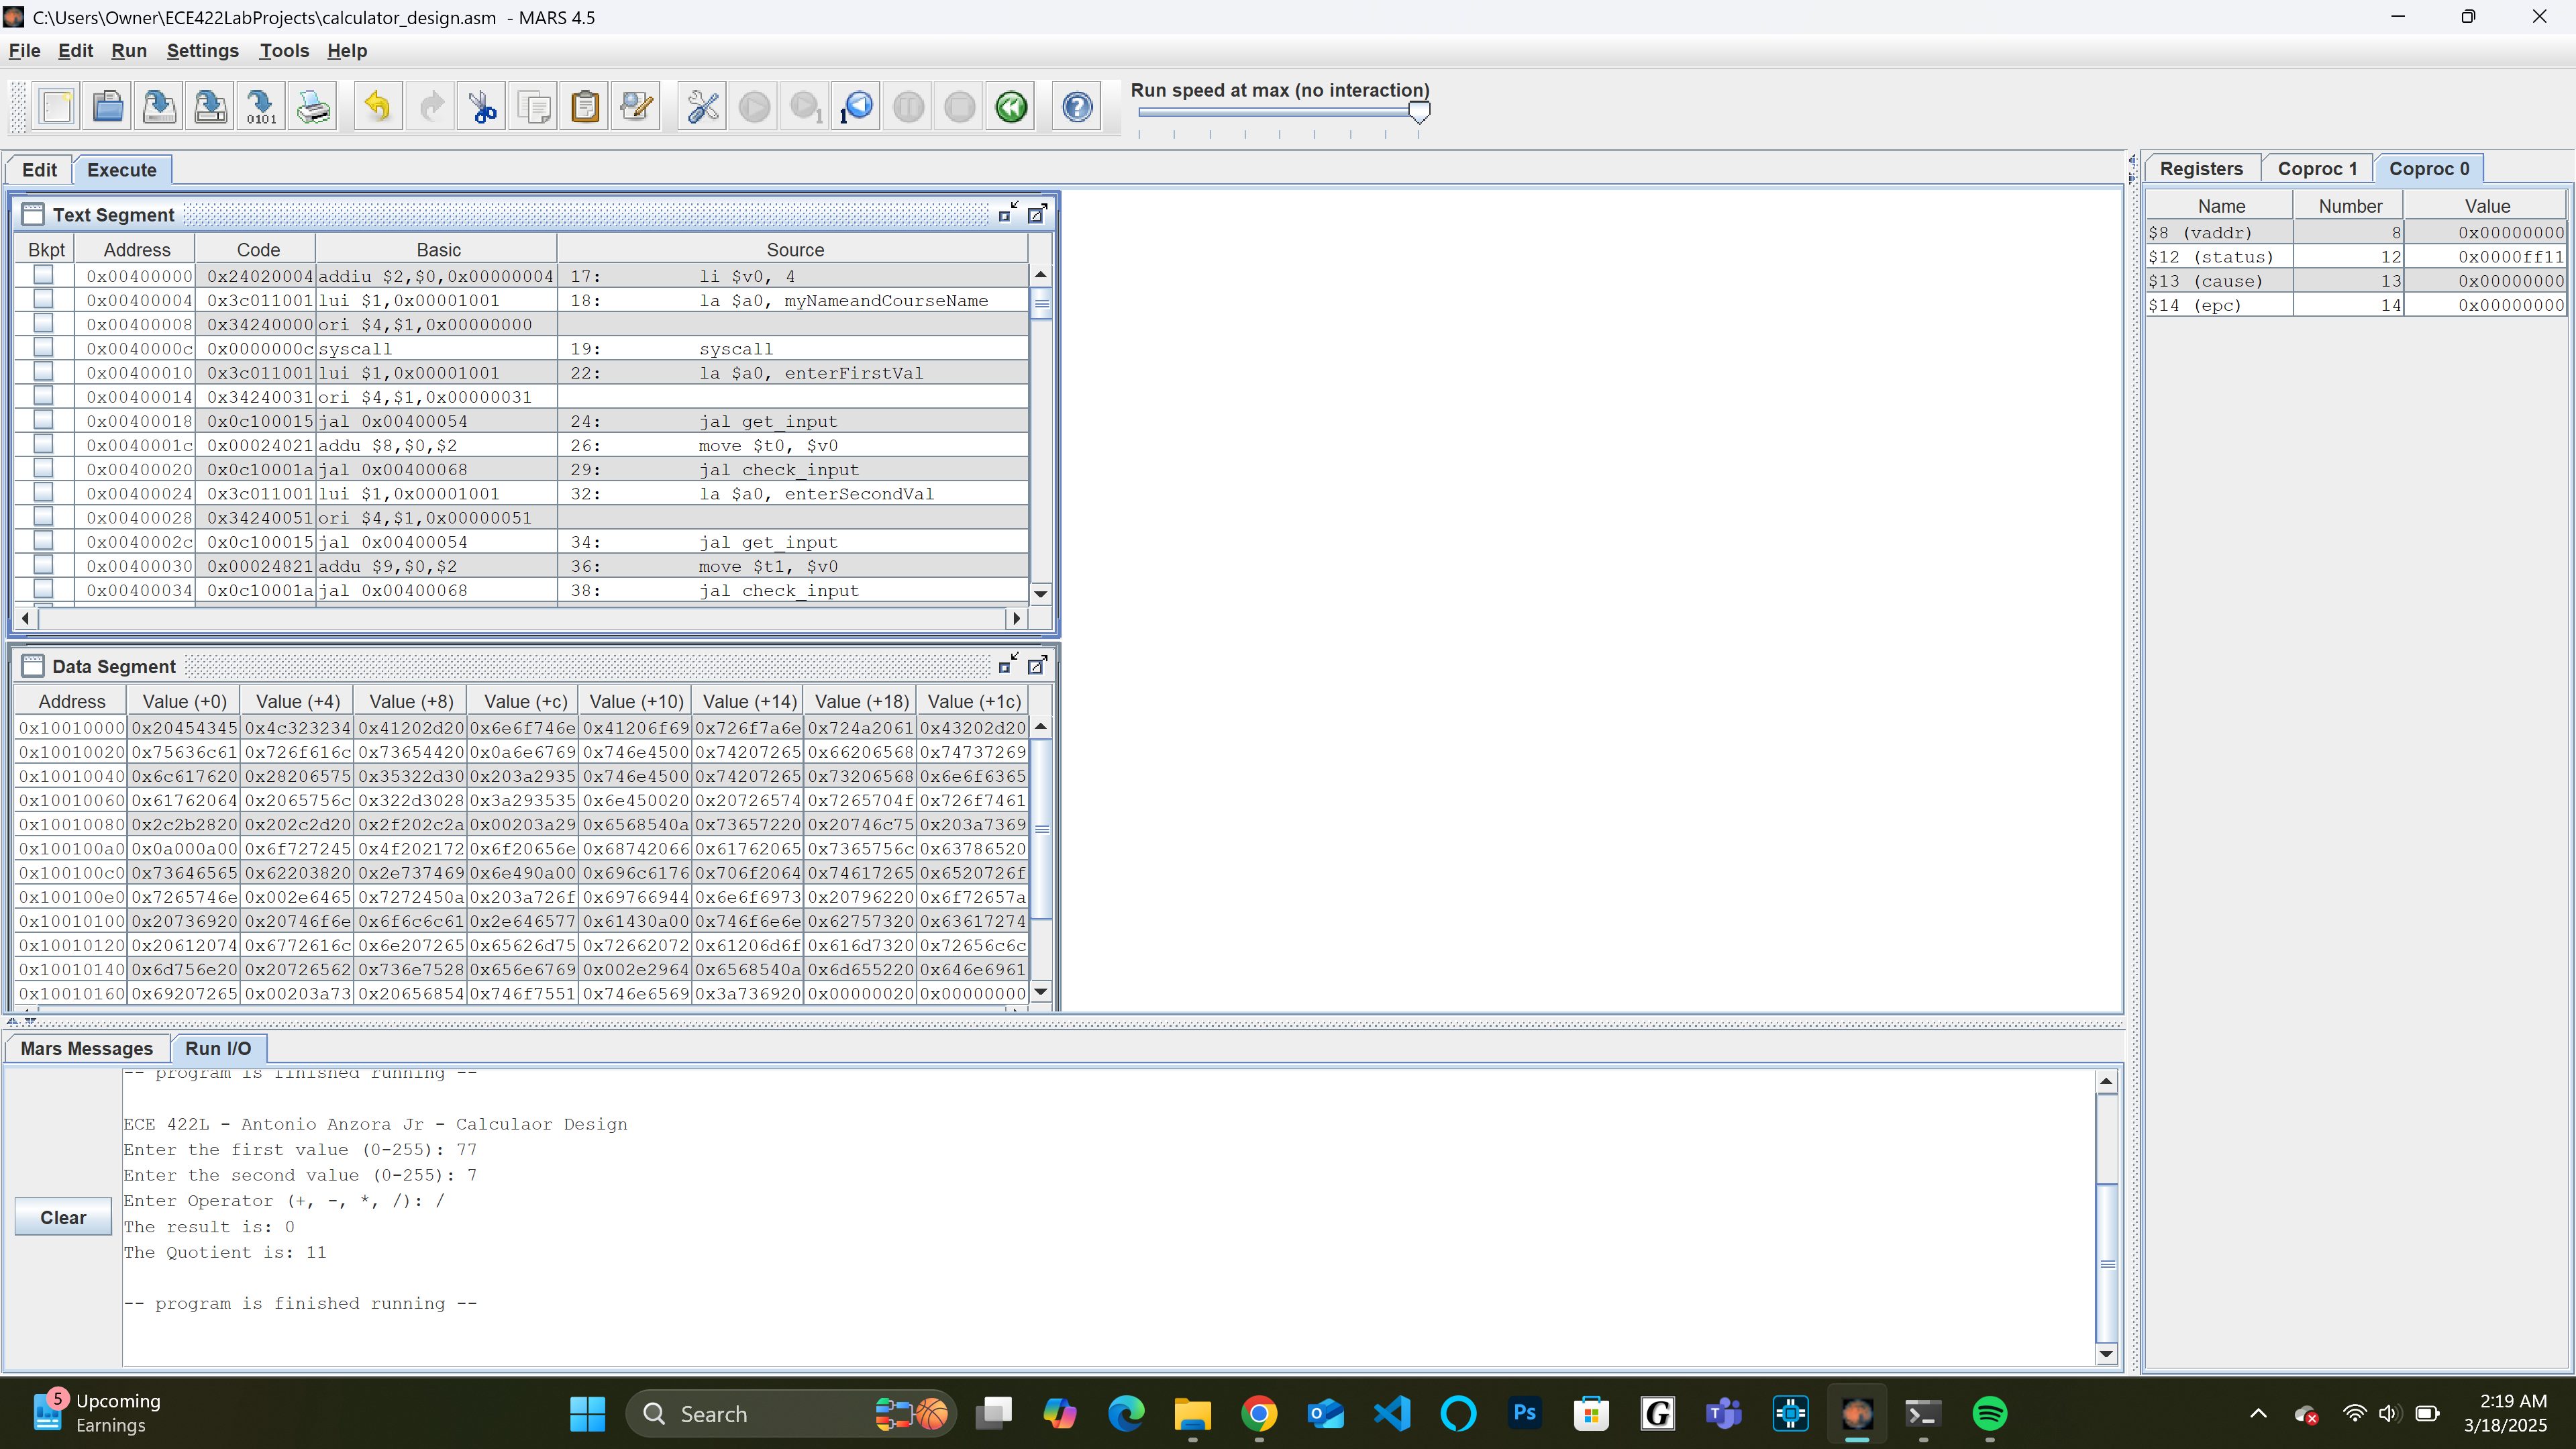 C:\Users\Owner\ECE422LabProjects\calculator_design.asm - MARS 4.5
File Edit Run Settings Tools Help
Run speed at max (no interaction)
Edit Execute
Registers Coproc 1 Coproc 0
Text Segment
Bkpt Address Code Basic Source
0x00400000 0x24020004 addiu $2,$0,0x00000004 17: li $v0, 4
0x00400004 0x3c011001 lui $1,0x00001001 18: la $a0, myNameandCourseName
0x00400008 0x34240000 ori $4,$1,0x00000000
0x0040000c 0x0000000c syscall 19: syscall
0x00400010 0x3c011001 lui $1,0x00001001 22: la $a0, enterFirstVal
0x00400014 0x34240031 ori $4,$1,0x00000031
0x00400018 0x0c100015 jal 0x00400054 24: jal get_input
0x0040001c 0x00024021 addu $8,$0,$2 26: move $t0, $v0
0x00400020 0x0c10001a jal 0x00400068 29: jal check_input
0x00400024 0x3c011001 lui $1,0x00001001 32: la $a0, enterSecondVal
0x00400028 0x34240051 ori $4,$1,0x00000051
0x0040002c 0x0c100015 jal 0x00400054 34: jal get_input
0x00400030 0x00024821 addu $9,$0,$2 36: move $t1, $v0
0x00400034 0x0c10001a jal 0x00400068 38: jal check_input
Name Number Value
$8 (vaddr) 8 0x00000000
$12 (status) 12 0x0000ff11
$13 (cause) 13 0x00000000
$14 (epc) 14 0x00000000
Data Segment
Address Value (+0) Value (+4) Value (+8) Value (+c) Value (+10) Value (+14) Value (+18) Value (+1c)
0x10010000 0x20454345 0x4c323234 0x41202d20 0x6e6f746e 0x41206f69 0x726f7a6e 0x724a2061 0x43202d20
0x10010020 0x75636c61 0x726f616c 0x73654420 0x0a6e6769 0x746e4500 0x74207265 0x66206568 0x74737269
0x10010040 0x6c617620 0x28206575 0x35322d30 0x203a2935 0x746e4500 0x74207265 0x73206568 0x6e6f6365
0x10010060 0x61762064 0x2065756c 0x322d3028 0x3a293535 0x6e450020 0x20726574 0x7265704f 0x726f7461
0x10010080 0x2c2b2820 0x202c2d20 0x2f202c2a 0x00203a29 0x6568540a 0x73657220 0x20746c75 0x203a7369
0x100100a0 0x0a000a00 0x6f727245 0x4f202172 0x6f20656e 0x68742066 0x61762065 0x7365756c 0x63786520
0x100100c0 0x73646565 0x62203820 0x2e737469 0x6e490a00 0x696c6176 0x706f2064 0x74617265 0x6520726f
0x100100e0 0x7265746e 0x002e6465 0x7272450a 0x203a726f 0x69766944 0x6e6f6973 0x20796220 0x6f72657a
0x10010100 0x20736920 0x20746f6e 0x6f6c6c61 0x2e646577 0x61430a00 0x746f6e6e 0x62757320 0x63617274
0x10010120 0x20612074 0x6772616c 0x6e207265 0x65626d75 0x72662072 0x61206d6f 0x616d7320 0x72656c6c
0x10010140 0x6d756e20 0x20726562 0x736e7528 0x656e6769 0x002e2964 0x6568540a 0x6d655220 0x646e6961
0x10010160 0x69207265 0x00203a73 0x20656854 0x746f7551 0x746e6569 0x3a736920 0x00000020 0x00000000
Mars Messages Run I/O
-- program is finished running --
ECE 422L - Antonio Anzora Jr - Calculaor Design
Enter the first value (0-255): 77
Enter the second value (0-255): 7
Enter Operator (+, -, *, /): /
The result is: 0
The Quotient is: 11
-- program is finished running --
Clear
5 Upcoming
Earnings
Search
Ps
G
2:19 AM
3/18/2025